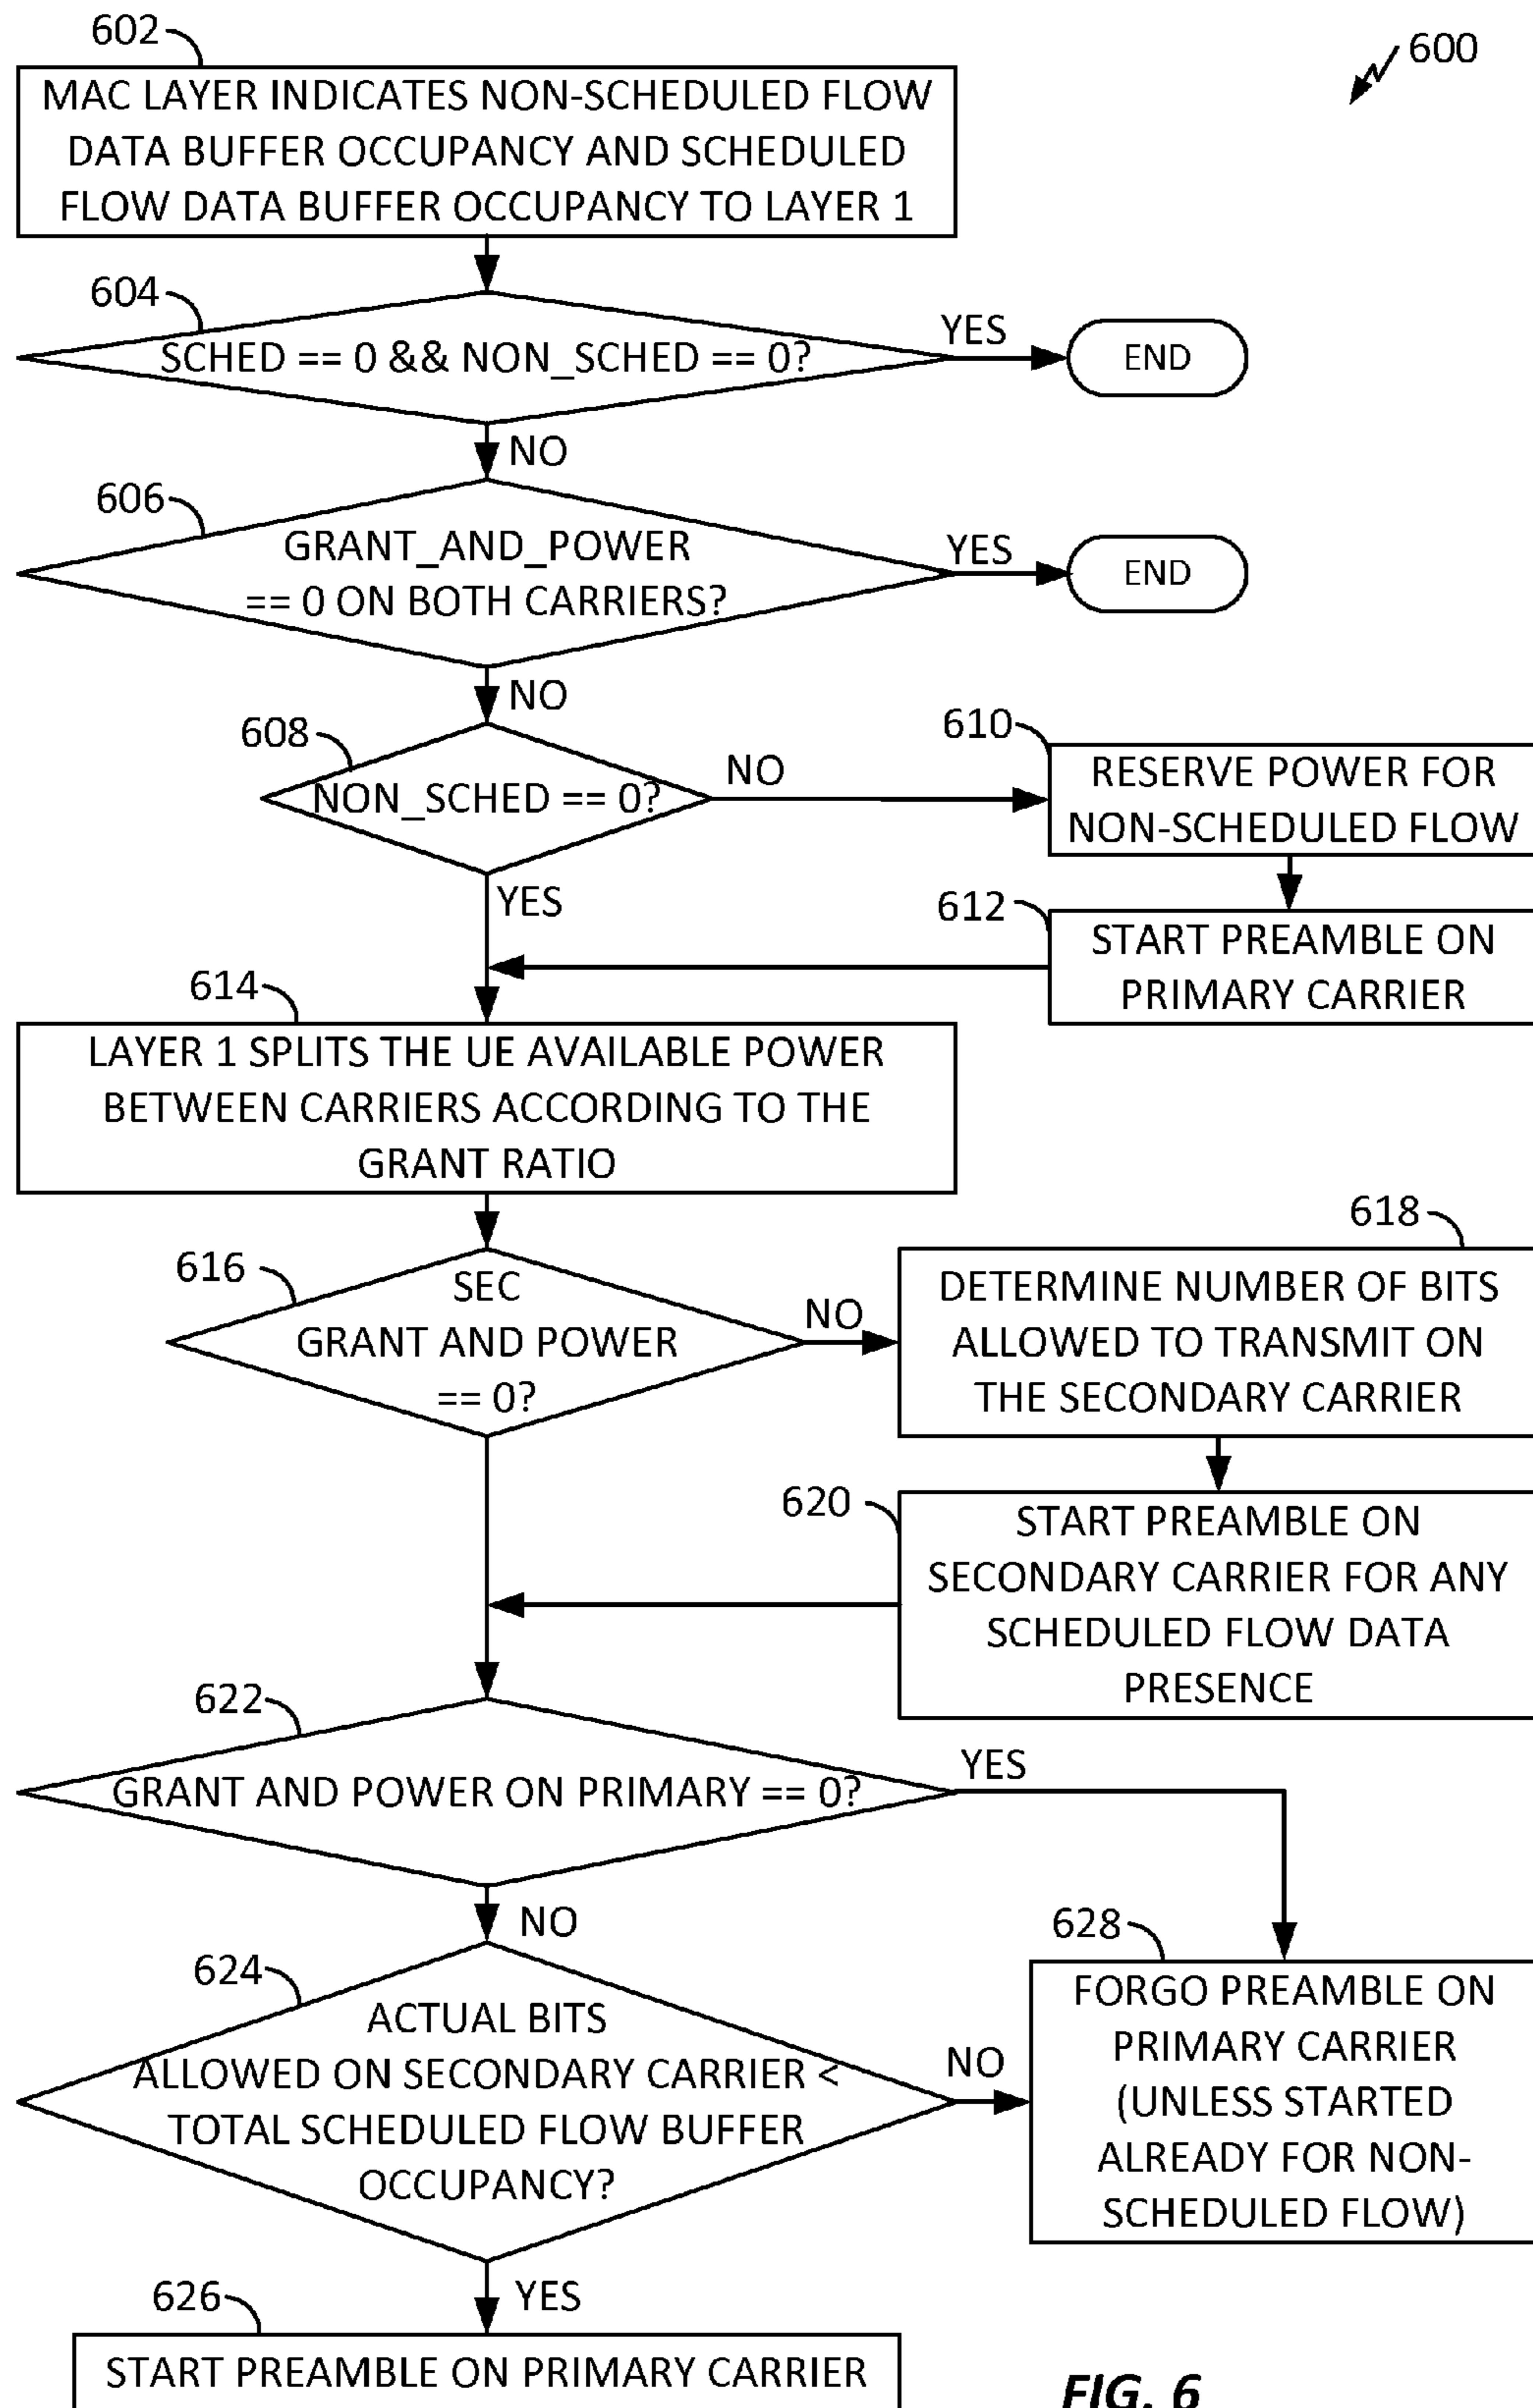 602
600
MAC LAYER INDICATES NON-SCHEDULED FLOW
DATA BUFFER OCCUPANCY AND SCHEDULED
FLOW DATA BUFFER OCCUPANCY TO LAYER 1
604
SCHED == 0 && NON_SCHED == 0?
YES
END
NO
606
GRANT_AND_POWER
== 0 ON BOTH CARRIERS?
YES
END
NO
608
NON_SCHED == 0?
NO
610
RESERVE POWER FOR
NON-SCHEDULED FLOW
YES
612
START PREAMBLE ON
PRIMARY CARRIER
614
LAYER 1 SPLITS THE UE AVAILABLE POWER
BETWEEN CARRIERS ACCORDING TO THE
GRANT RATIO
616
SEC
GRANT AND POWER
== 0?
NO
618
DETERMINE NUMBER OF BITS
ALLOWED TO TRANSMIT ON
THE SECONDARY CARRIER
620
START PREAMBLE ON
SECONDARY CARRIER FOR ANY
SCHEDULED FLOW DATA
PRESENCE
622
GRANT AND POWER ON PRIMARY == 0?
YES
NO
624
ACTUAL BITS
ALLOWED ON SECONDARY CARRIER <
TOTAL SCHEDULED FLOW BUFFER
OCCUPANCY?
NO
628
FORGO PREAMBLE ON
PRIMARY CARRIER
(UNLESS STARTED
ALREADY FOR NON-
SCHEDULED FLOW)
YES
626
START PREAMBLE ON PRIMARY CARRIER
FIG. 6